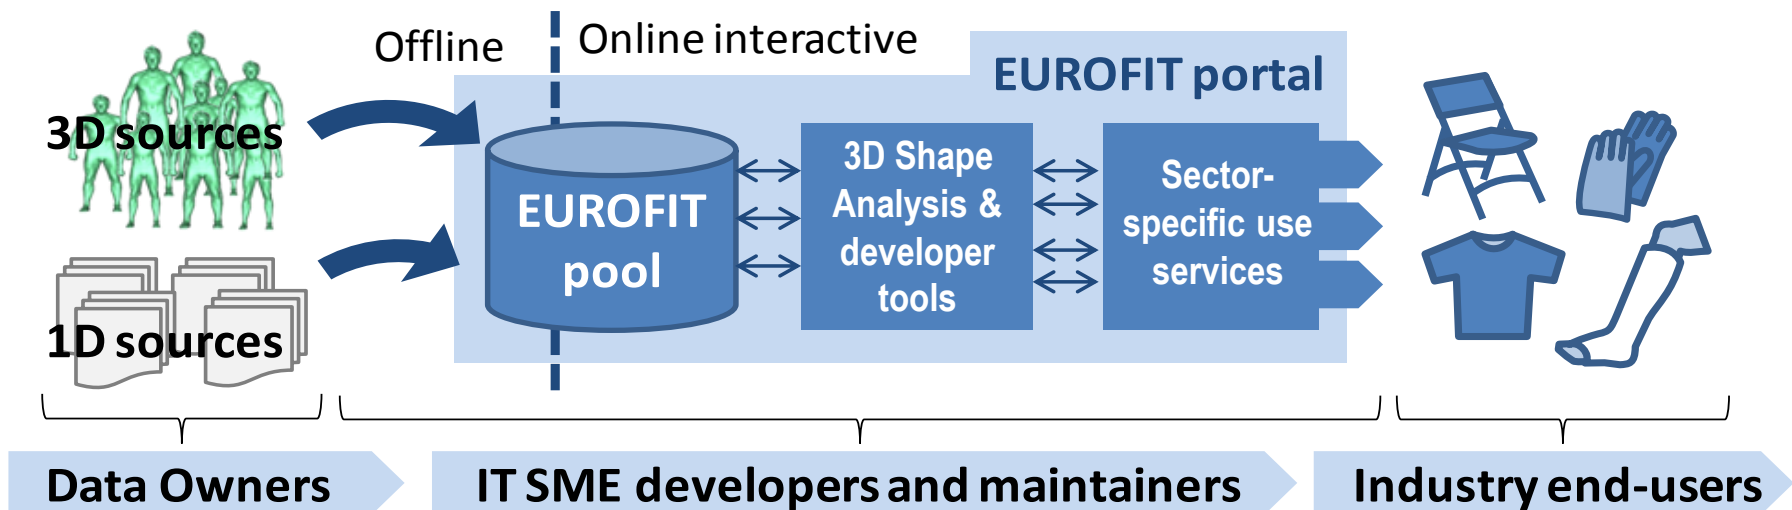 Offline
Online interactive
EUROFIT portal
3D sources
1D sources
EUROFIT
pool
3D Shape
Analysis &
developer
tools
Sector-
specific use
services
Data Owners
IT SME developers and maintainers
Industry end-users